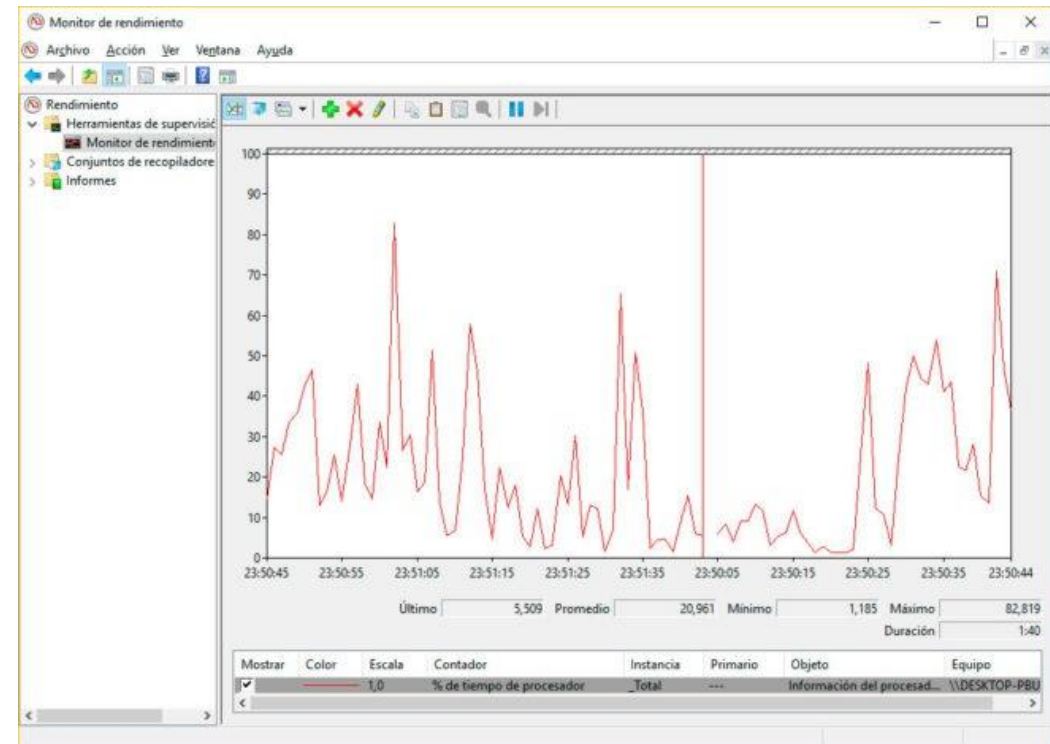 Monitor de rendimiento
Archivo Acción Ver Ventana Ayuda
Rendimiento
Herramientas de supervisió
Monitor de rendimient
Conjuntos de recopiladore
Informes
100
90
80
70
60
50
40
30
20
10
0
23:50:45 23:50:55 23:51:05 23:51:15 23:51:25 23:51:35 23:50:05 23:50:15 23:50:25 23:50:35 23:50:44
Último 5,509 Promedio 20,961 Mínimo 1,185 Máximo 82,819
Duración 1:40
Mostrar Color Escala Contador Instancia Primario Objeto Equipo
1,0 % de tiempo de procesador _Total --- Información del procesad... \\DESKTOP-PBU